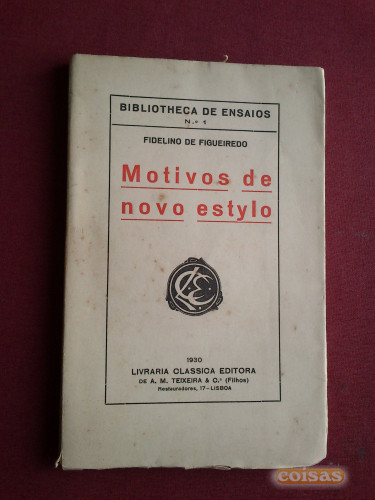 BIBLIOTHECA DE ENSAIOS
N.º 1
FIDELINO DE FIGUEIREDO
Motivos de
novo estylo
1930
LIVRARIA CLASSICA EDITORA
DE A. M. TEIXEIRA & C.ª (Filhos)
Restauradores, 17—LISBOA
coisas